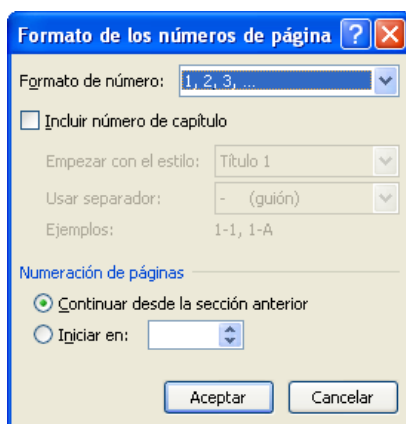 Formato de los números de página
Formato de número: 1, 2, 3, ...
Incluir número de capítulo
Empezar con el estilo: Título 1
Usar separador: - (guión)
Ejemplos: 1-1, 1-A
Numeración de páginas
Continuar desde la sección anterior
Iniciar en:
Aceptar Cancelar